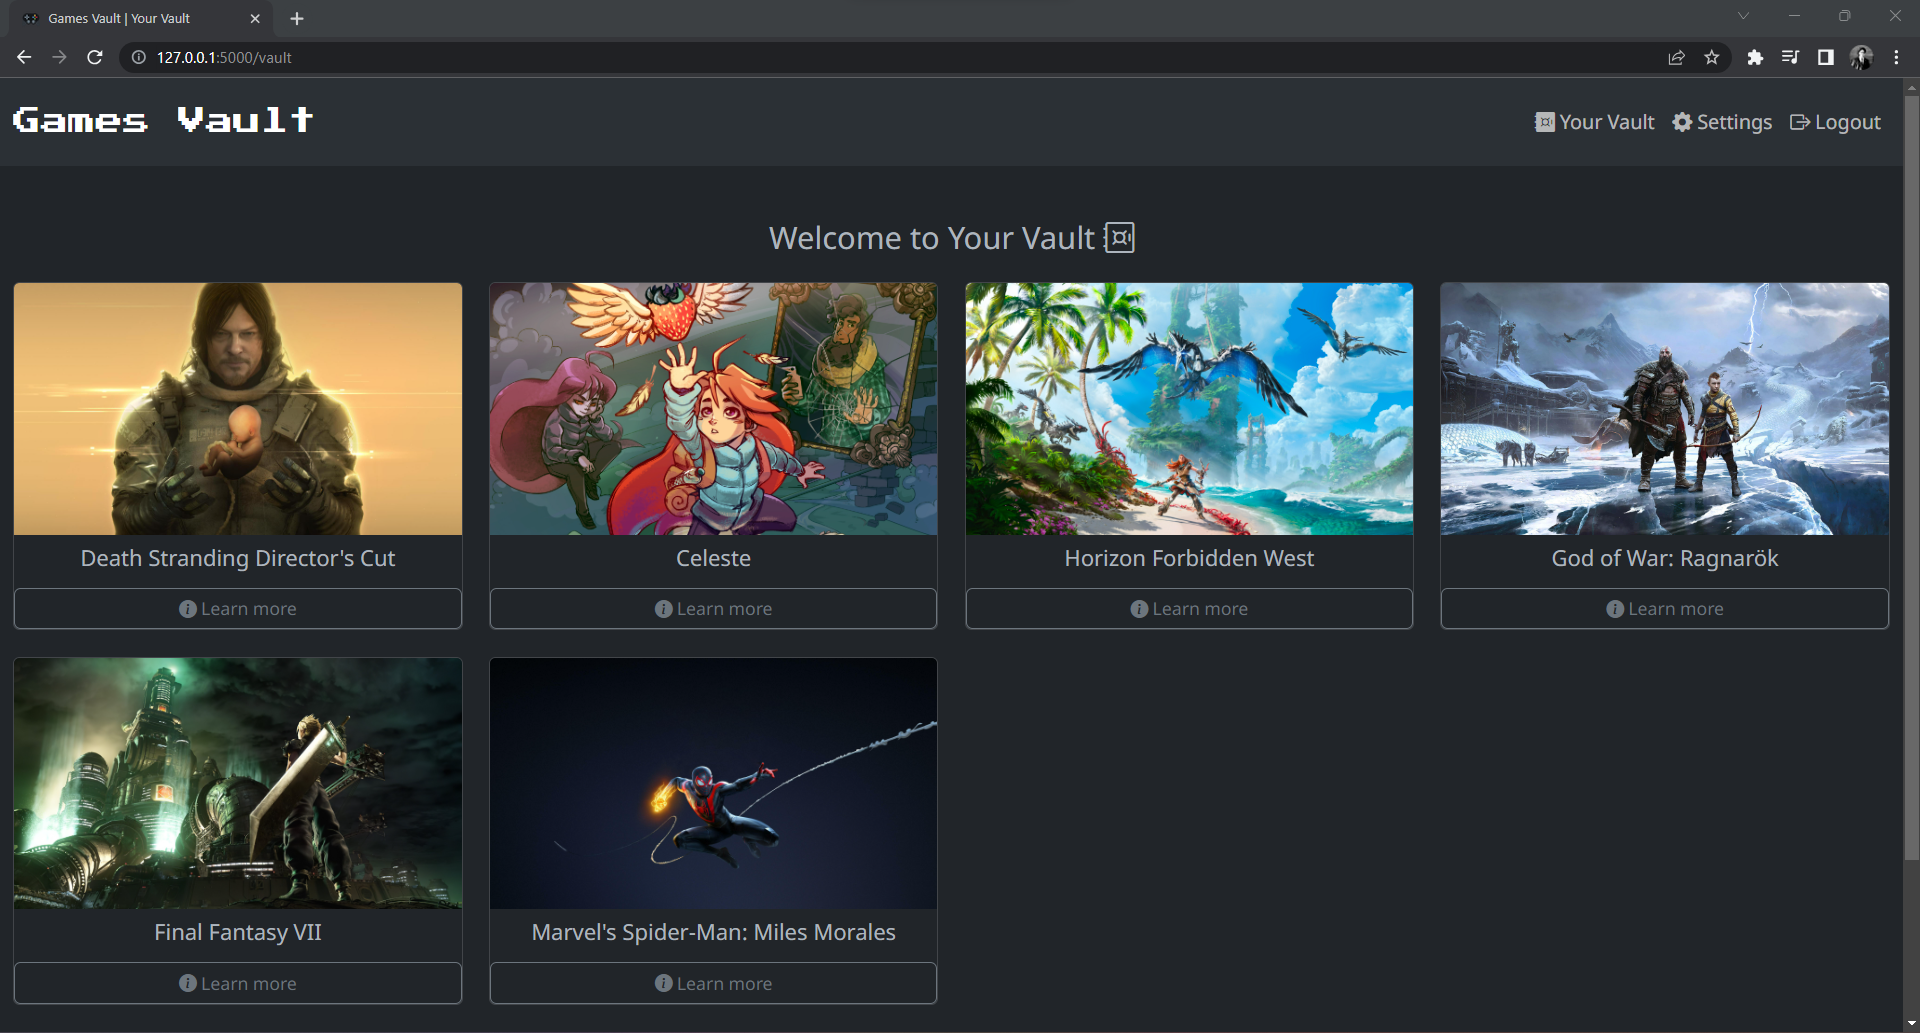 Games Vault | Your Vault
127.0.0.1:5000/vault
Games Vault
Your Vault
Settings
Logout
Welcome to Your Vault
Death Stranding Director's Cut
Celeste
Horizon Forbidden West
God of War: Ragnarök
Learn more
Learn more
Learn more
Learn more
Final Fantasy VII
Marvel's Spider-Man: Miles Morales
Learn more
Learn more